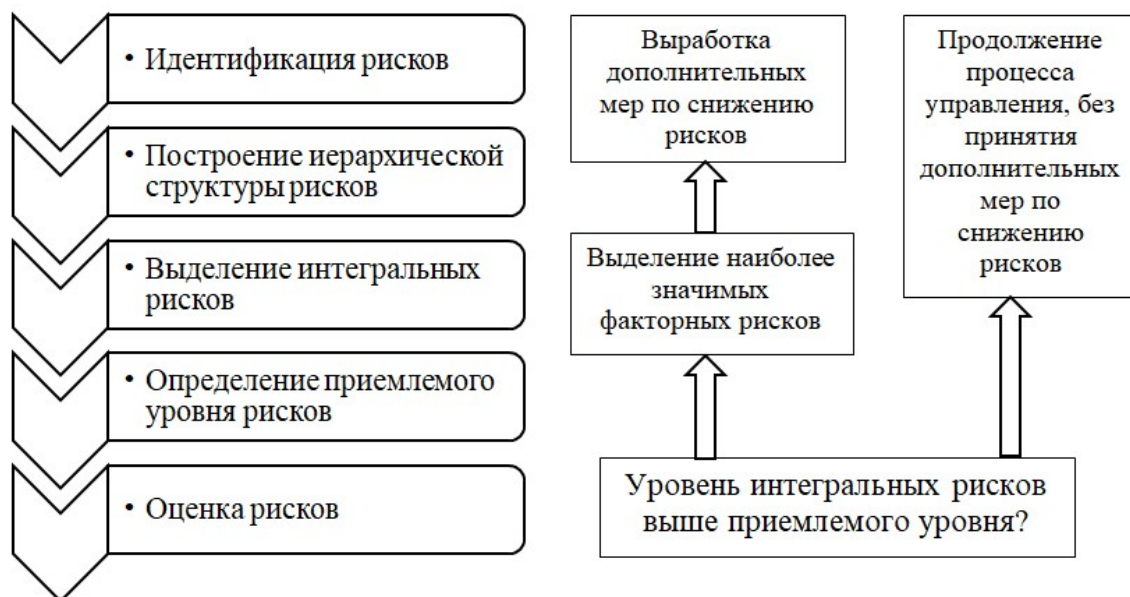 • Идентификация рисков
• Построение иерархической
структуры рисков
• Выделение интегральных
рисков
• Определение приемлемого
уровня рисков
• Оценка рисков
Выработка
дополнительных
мер по снижению
рисков
Выделение наиболее
значимых
факторных рисков
Продолжение
процесса
управления, без
принятия
дополнительных
мер по
снижению
рисков
Уровень интегральных рисков
выше приемлемого уровня?